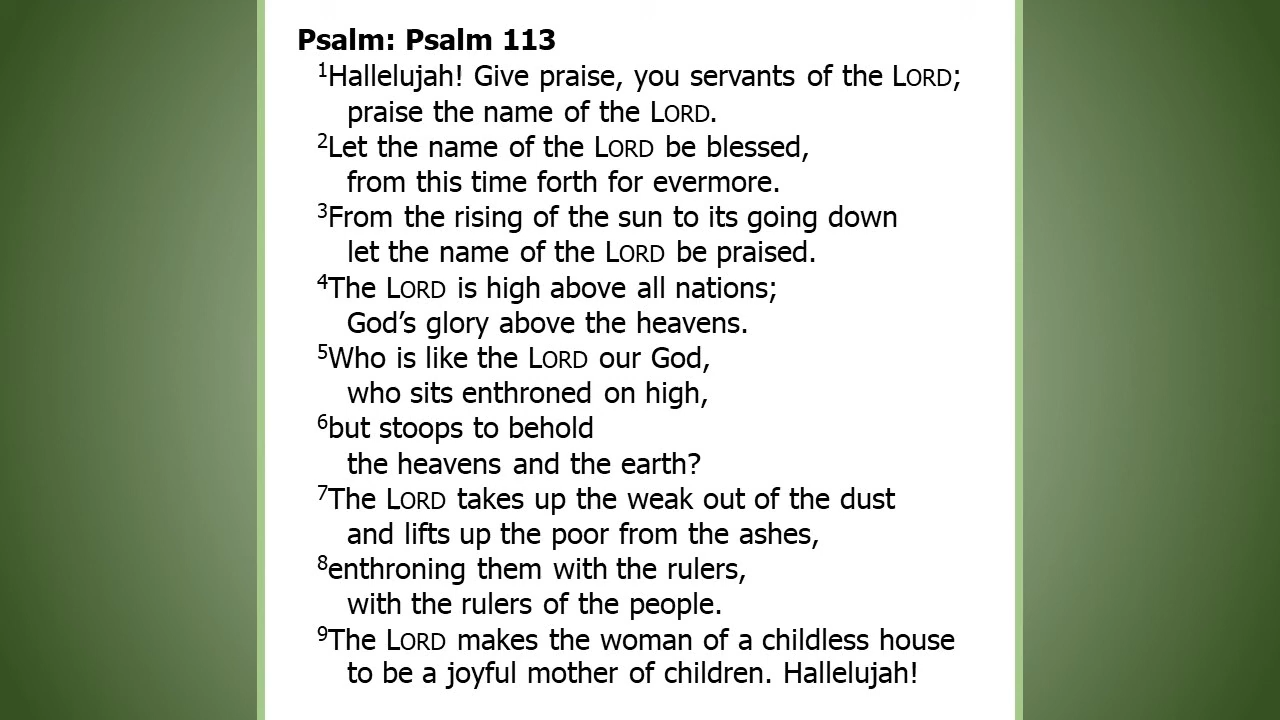 Psalm: Psalm 113
¹Hallelujah! Give praise, you servants of the LORD;
praise the name of the LORD.
²Let the name of the LORD be blessed,
from this time forth for evermore.
³From the rising of the sun to its going down
let the name of the LORD be praised.
⁴The LORD is high above all nations;
God’s glory above the heavens.
⁵Who is like the LORD our God,
who sits enthroned on high,
⁶but stoops to behold
the heavens and the earth?
⁷The LORD takes up the weak out of the dust
and lifts up the poor from the ashes,
⁸enthroning them with the rulers,
with the rulers of the people.
⁹The LORD makes the woman of a childless house
to be a joyful mother of children. Hallelujah!